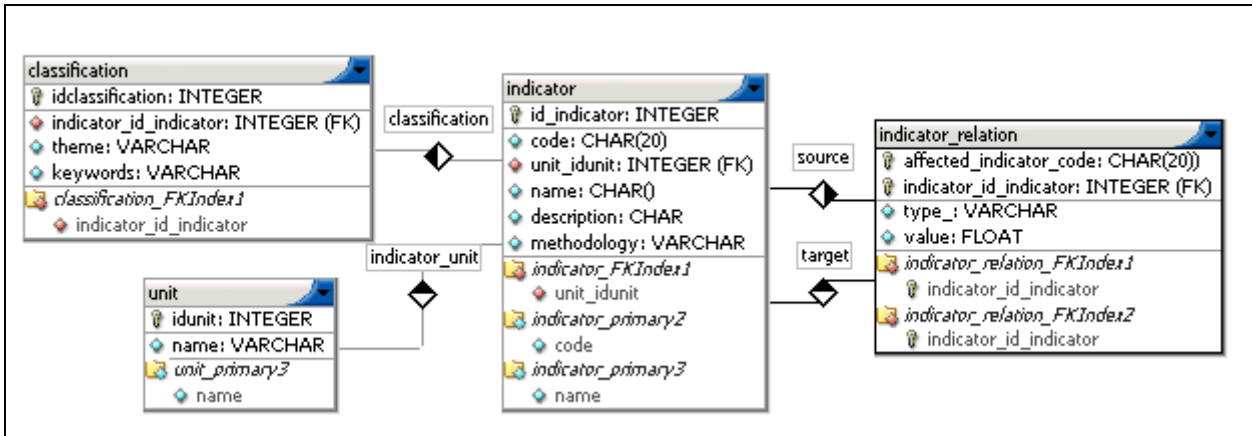 classification
idclassification: INTEGER
indicator_id_indicator: INTEGER (FK)
theme: VARCHAR
keywords: VARCHAR
classification_FKIndex1
indicator_id_indicator
classification
indicator_unit
unit
idunit: INTEGER
name: VARCHAR
unit_primary3
name
indicator
id_indicator: INTEGER
code: CHAR(20)
unit_idunit: INTEGER (FK)
name: CHAR()
description: CHAR
methodology: VARCHAR
indicator_FKIndex1
unit_idunit
indicator_primary2
code
indicator_primary3
name
source
target
indicator_relation
affected_indicator_code: CHAR(20))
indicator_id_indicator: INTEGER (FK)
type_: VARCHAR
value: FLOAT
indicator_relation_FKIndex1
indicator_id_indicator
indicator_relation_FKIndex2
indicator_id_indicator